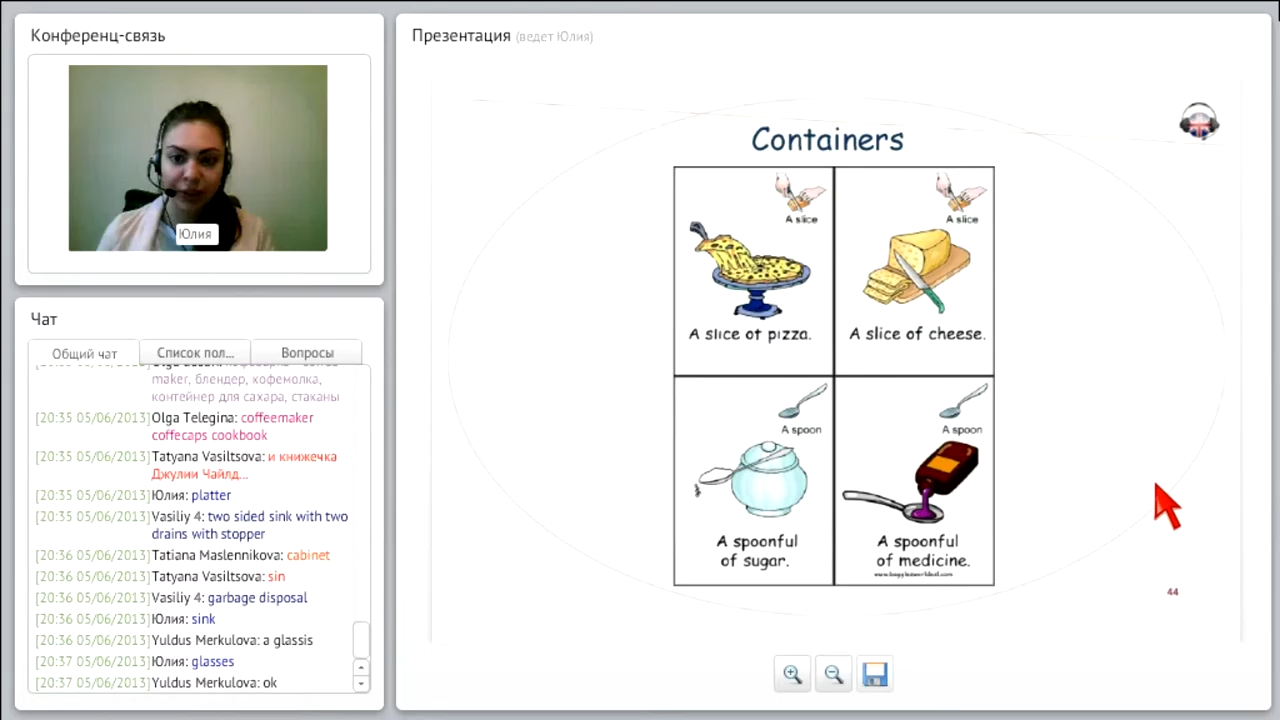 Конференц-связь
Юлия
Чат
Общий чат
Список пол...
Вопросы
maker, блендер, кофемолка,
контейнер для сахара, стаканы
[20:35 05/06/2013] Olga Telegina: coffeemaker
coffecaps cookbook
[20:35 05/06/2013] Tatyana Vasiltsova: и книжечка
Джулии Чайлд...
[20:35 05/06/2013] Юлия: platter
[20:35 05/06/2013] Vasiliy 4: two sided sink with two
drains with stopper
[20:36 05/06/2013] Tatiana Maslennikova: cabinet
[20:36 05/06/2013] Tatyana Vasiltsova: sin
[20:36 05/06/2013] Vasiliy 4: garbage disposal
[20:36 05/06/2013] Юлия: sink
[20:36 05/06/2013] Yuldus Merkulova: a glassis
[20:37 05/06/2013] Юлия: glasses
[20:37 05/06/2013] Yuldus Merkulova: ok
Презентация (ведет Юлия)
Containers
A slice
A slice
A slice of pizza.
A slice of cheese.
A spoon
A spoon
A spoonful
of sugar.
A spoonful
of medicine.
44